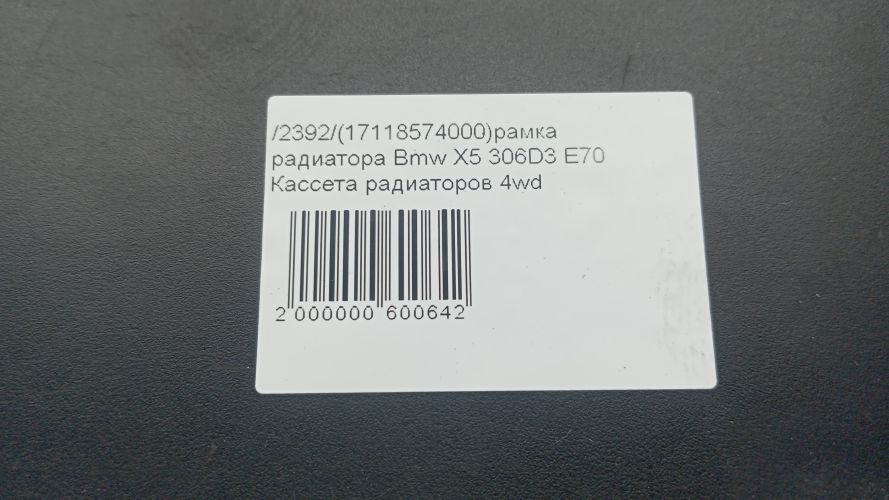 /2392/(17118574000)рамка
радиатора Bmw X5 306D3 E70
Кассета радиаторов 4wd
2 000000 600642